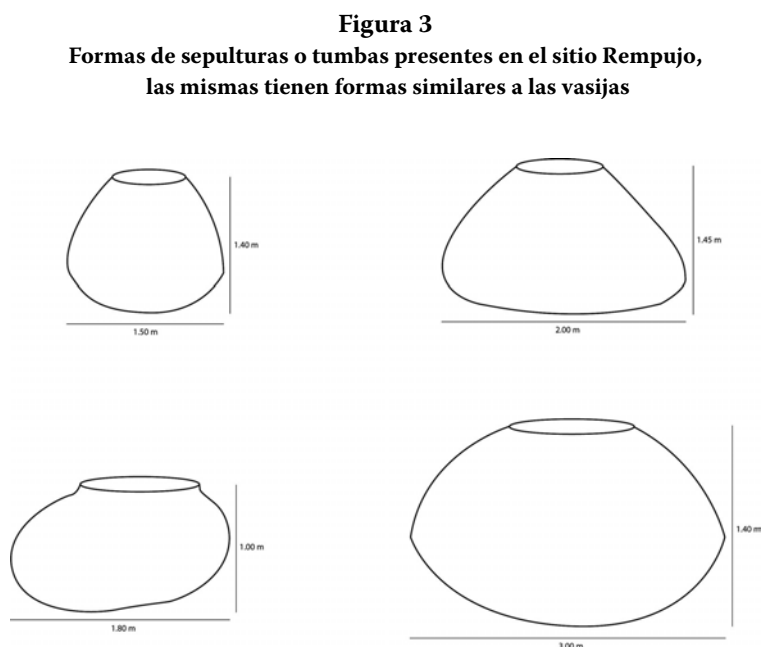 Figura 3
Formas de sepulturas o tumbas presentes en el sitio Rempujo,
las mismas tienen formas similares a las vasijas
1.40 m
1.50 m
1.45 m
2.00 m
1.00 m
1.80 m
1.40 m
3.00 m